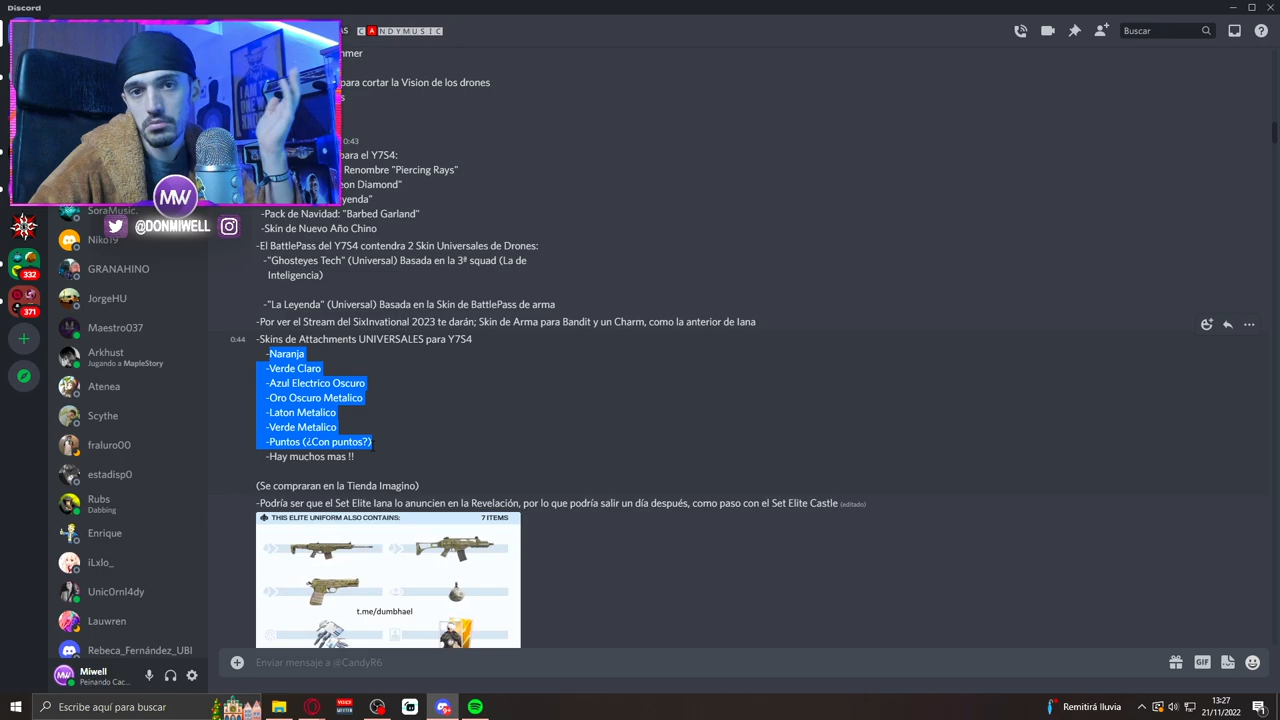 Discord
AS CANDYMUSIC
Buscar
mmer
para cortar la Vision de los drones
s
0:43
para el Y7S4:
Renombre "Piercing Rays"
eon Diamond"
eyenda"
-Pack de Navidad: "Barbed Garland"
-Skin de Nuevo Año Chino
-El BattlePass del Y7S4 contendra 2 Skin Universales de Drones:
-"Ghosteyes Tech" (Universal) Basada en la 3ª squad (La de
Inteligencia)
-"La Leyenda" (Universal) Basada en la Skin de BattlePass de arma
-Por ver el Stream del SixInvational 2023 te darán; Skin de Arma para Bandit y un Charm, como la anterior de Iana
0:44
-Skins de Attachments UNIVERSALES para Y7S4
-Naranja
-Verde Claro
-Azul Electrico Oscuro
-Oro Oscuro Metalico
-Laton Metalico
-Verde Metalico
-Puntos (¿Con puntos?)
-Hay muchos mas !!
(Se compraran en la Tienda Imagino)
-Podría ser que el Set Elite Iana lo anuncien en la Revelación, por lo que podría salir un día después, como paso con el Set Elite Castle (editado)
THIS ELITE UNIFORM ALSO CONTAINS:
7 ITEMS
t.me/dumbhael
Enviar mensaje a @CandyR6
GIF
MW
@DONMIWELL
SoraMusic.
Niko19
GRANAHINO
JorgeHU
Maestro037
Arkhust
Jugando a MapleStory
Atenea
Scythe
fraluro00
estadisp0
Rubs
Dabbing
Enrique
iLxlo_
Unic0rnl4dy
Lauwren
Rebeca_Fernández_UBI
332
371
MW
Miwell
Peinando Cac...
Escribe aquí para buscar
Remitirá lluvia
13:27
21/11/2022